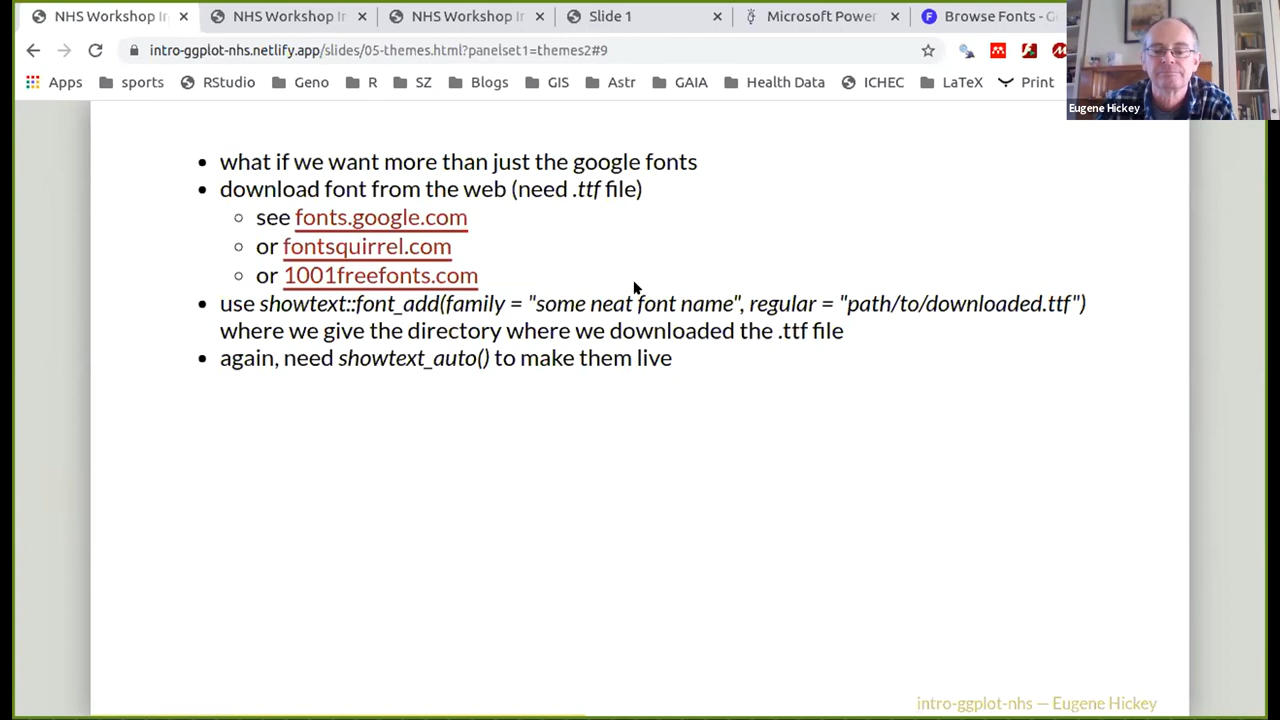 NHS Workshop In
NHS Workshop In
NHS Workshop In
Slide 1
Microsoft Power
Browse Fonts - G
intro-ggplot-nhs.netlify.app/slides/05-themes.html?panelset1=themes2#9
Apps sports RStudio Geno R SZ Blogs GIS Astr GAIA Health Data ICHEC LaTeX Print
Eugene Hickey
what if we want more than just the google fonts
download font from the web (need .ttf file)
see fonts.google.com
or fontsquirrel.com
or 1001freefonts.com
use showtext::font_add(family = "some neat font name", regular = "path/to/downloaded.ttf")
where we give the directory where we downloaded the .ttf file
again, need showtext_auto() to make them live
intro-ggplot-nhs — Eugene Hickey